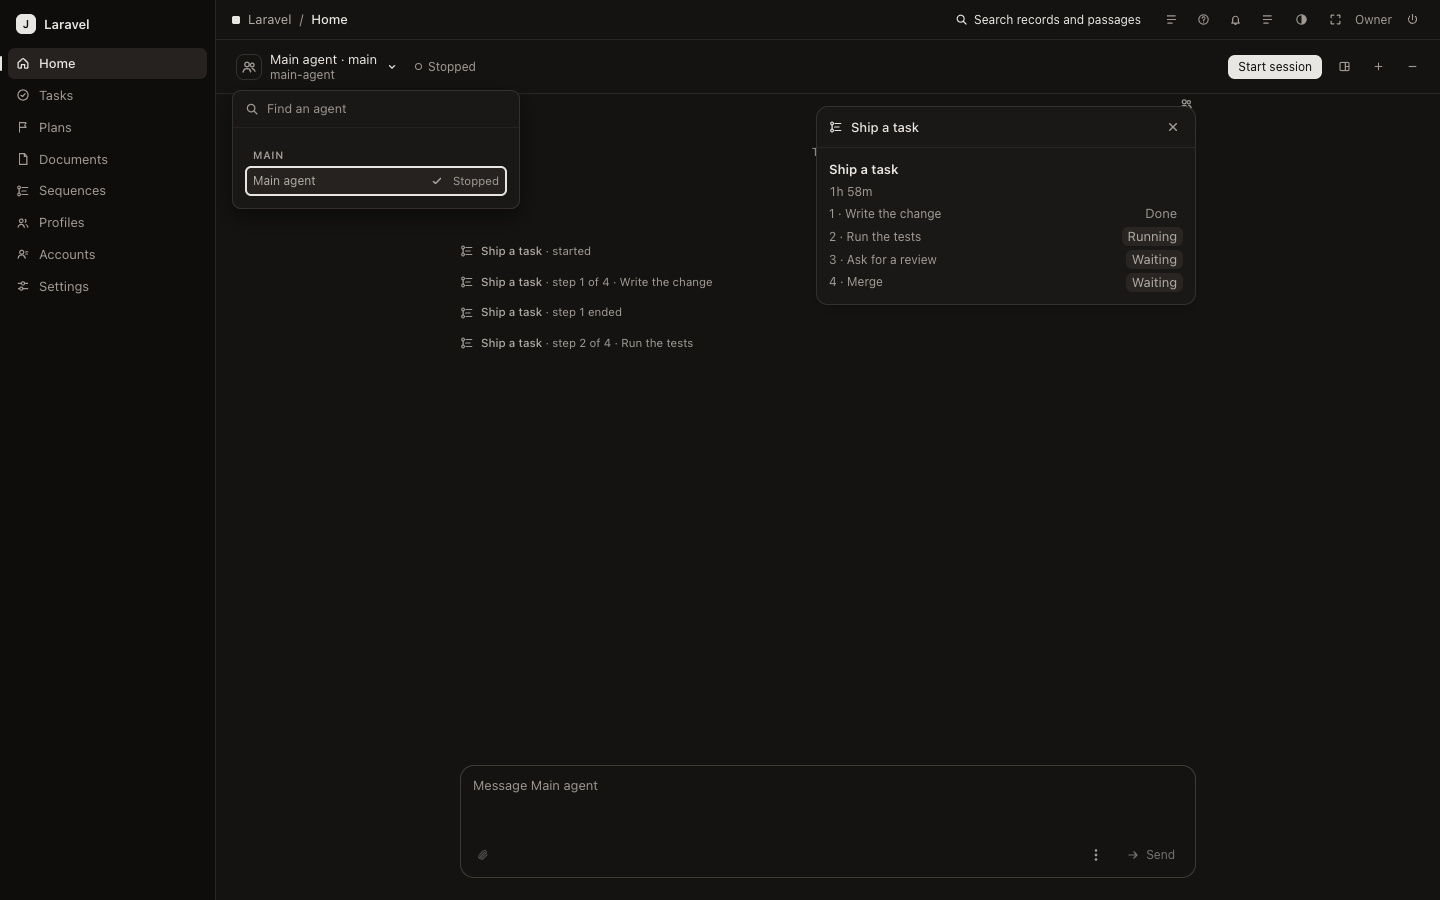 J Laravel
Home
Tasks
Plans
Documents
Sequences
Profiles
Accounts
Settings
Laravel / Home
Search records and passages
Owner
Main agent · main
main-agent
Stopped
Start session
Find an agent
MAIN
Main agent
Stopped
Ship a task · started
Ship a task · step 1 of 4 · Write the change
Ship a task · step 1 ended
Ship a task · step 2 of 4 · Run the tests
Ship a task
Ship a task
1h 58m
1 · Write the change Done
2 · Run the tests Running
3 · Ask for a review Waiting
4 · Merge Waiting
Message Main agent
Send